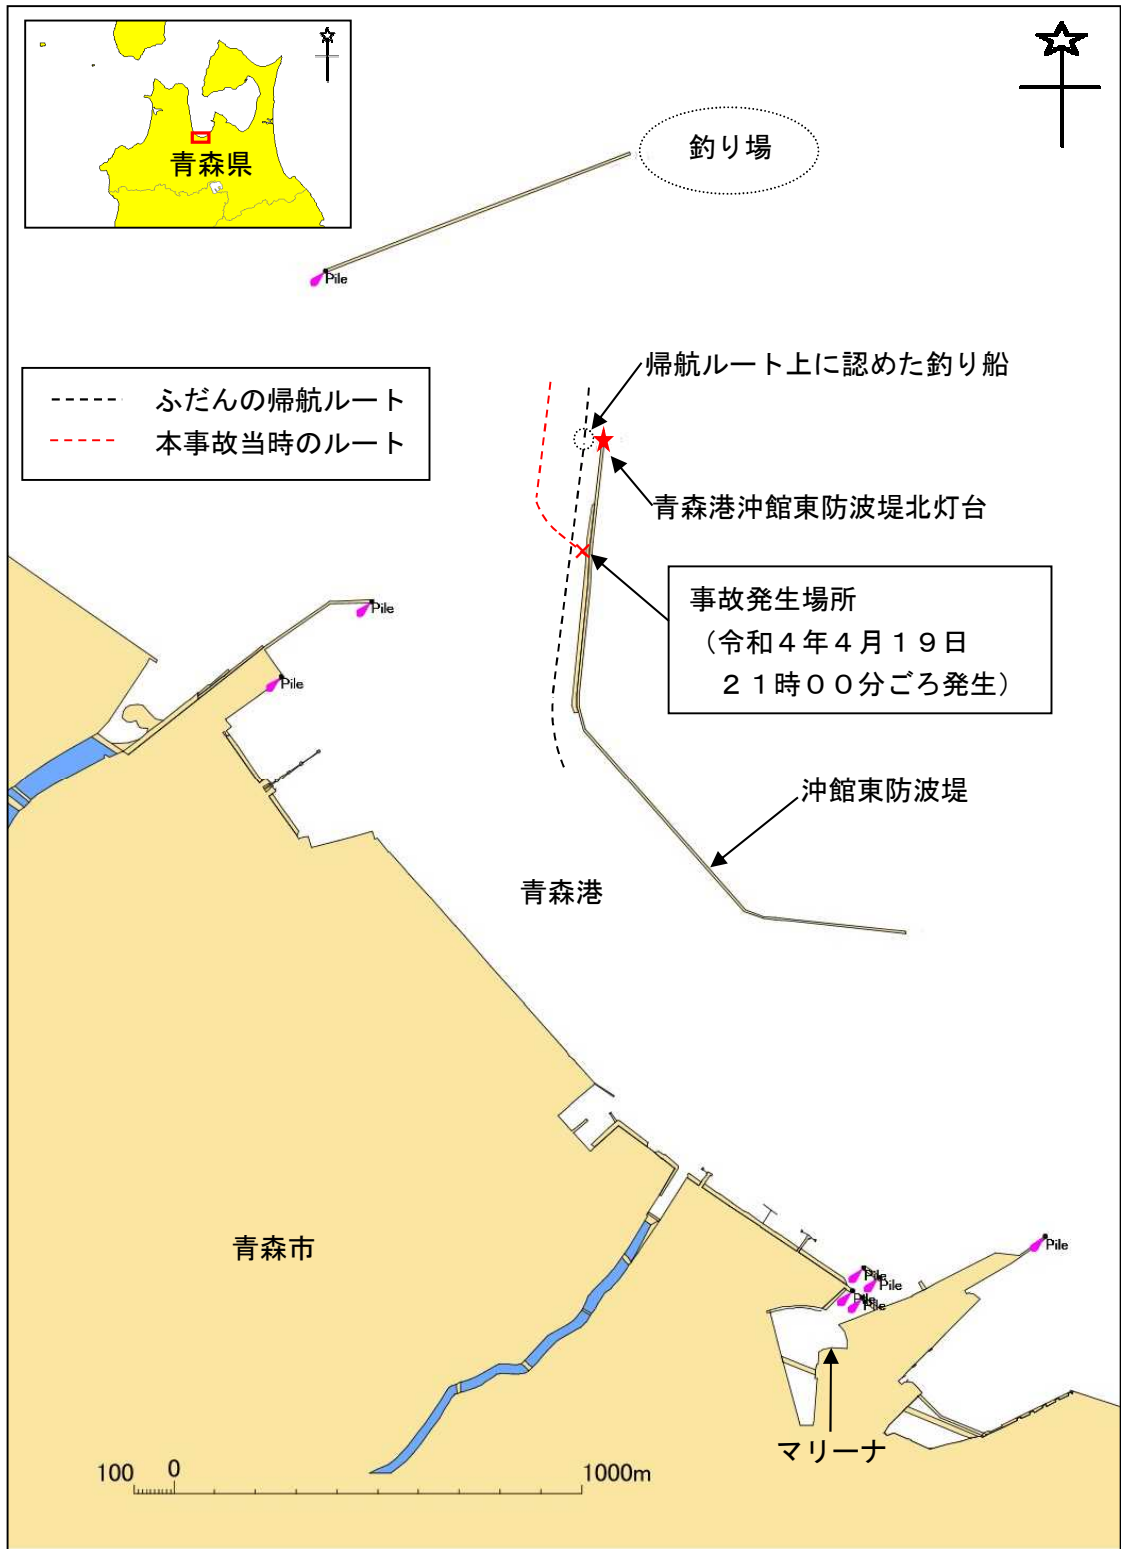 青森県
釣り場
Pile
帰航ルート上に認めた釣り船
ふだんの帰航ルート
本事故当時のルート
青森港沖館東防波堤北灯台
事故発生場所
（令和４年４月１９日
２１時００分ごろ発生）
Pile
Pile
沖館東防波堤
青森港
青森市
Pile
Pile
Pile
Pile
Pile
マリーナ
100 0 1000m